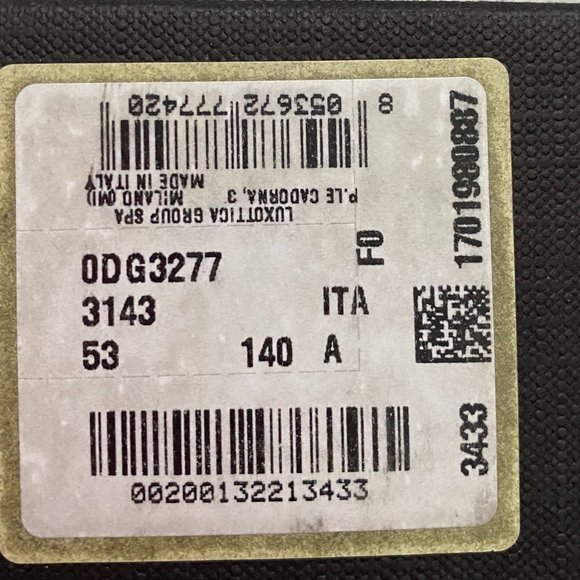 8 053672 777420
LUXOTTICA GROUP SPA
P.LE CADORNA, 3 MILANO (MI)
MADE IN ITALY
0DG3277
3143
53 140
F0
ITA
A
1701980887
3433
00200132213433